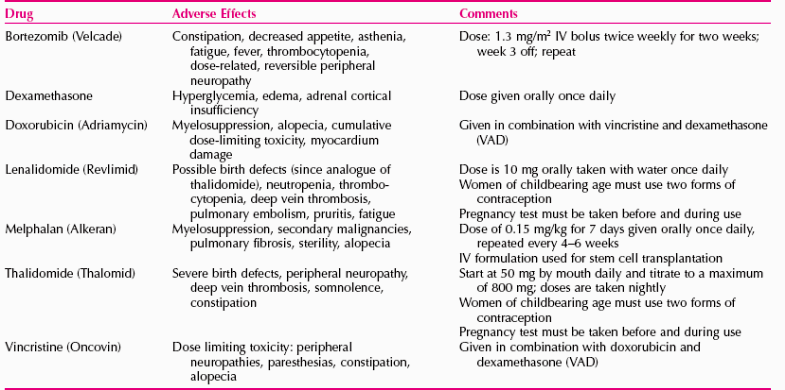 Drug Adverse Effects Comments
Bortezomib (Velcade) Constipation, decreased appetite, asthenia, Dose: 1.3 mg/m² IV bolus twice weekly for two weeks;
fatigue, fever, thrombocytopenia, week 3 off; repeat
dose-related, reversible peripheral
neuropathy
Dexamethasone Hyperglycemia, edema, adrenal cortical Dose given orally once daily
insufficiency
Doxorubicin (Adriamycin) Myelosuppression, alopecia, cumulative Given in combination with vincristine and dexamethasone
dose-limiting toxicity, myocardium (VAD)
damage
Lenalidomide (Revlimid) Possible birth defects (since analogue of Dose is 10 mg orally taken with water once daily
thalidomide), neutropenia, thrombo- Women of childbearing age must use two forms of
cytopenia, deep vein thrombosis, contraception
pulmonary embolism, pruritis, fatigue Pregnancy test must be taken before and during use
Melphalan (Alkeran) Myelosuppression, secondary malignancies, Dose of 0.15 mg/kg for 7 days given orally once daily,
pulmonary fibrosis, sterility, alopecia repeated every 4–6 weeks
IV formulation used for stem cell transplantation
Thalidomide (Thalomid) Severe birth defects, peripheral neuropathy, Start at 50 mg by mouth daily and titrate to a maximum
deep vein thrombosis, somnolence, of 800 mg; doses are taken nightly
constipation Women of childbearing age must use two forms of
contraception
Pregnancy test must be taken before and during use
Vincristine (Oncovin) Dose limiting toxicity: peripheral Given in combination with doxorubicin and
neuropathies, paresthesias, constipation, dexamethasone (VAD)
alopecia